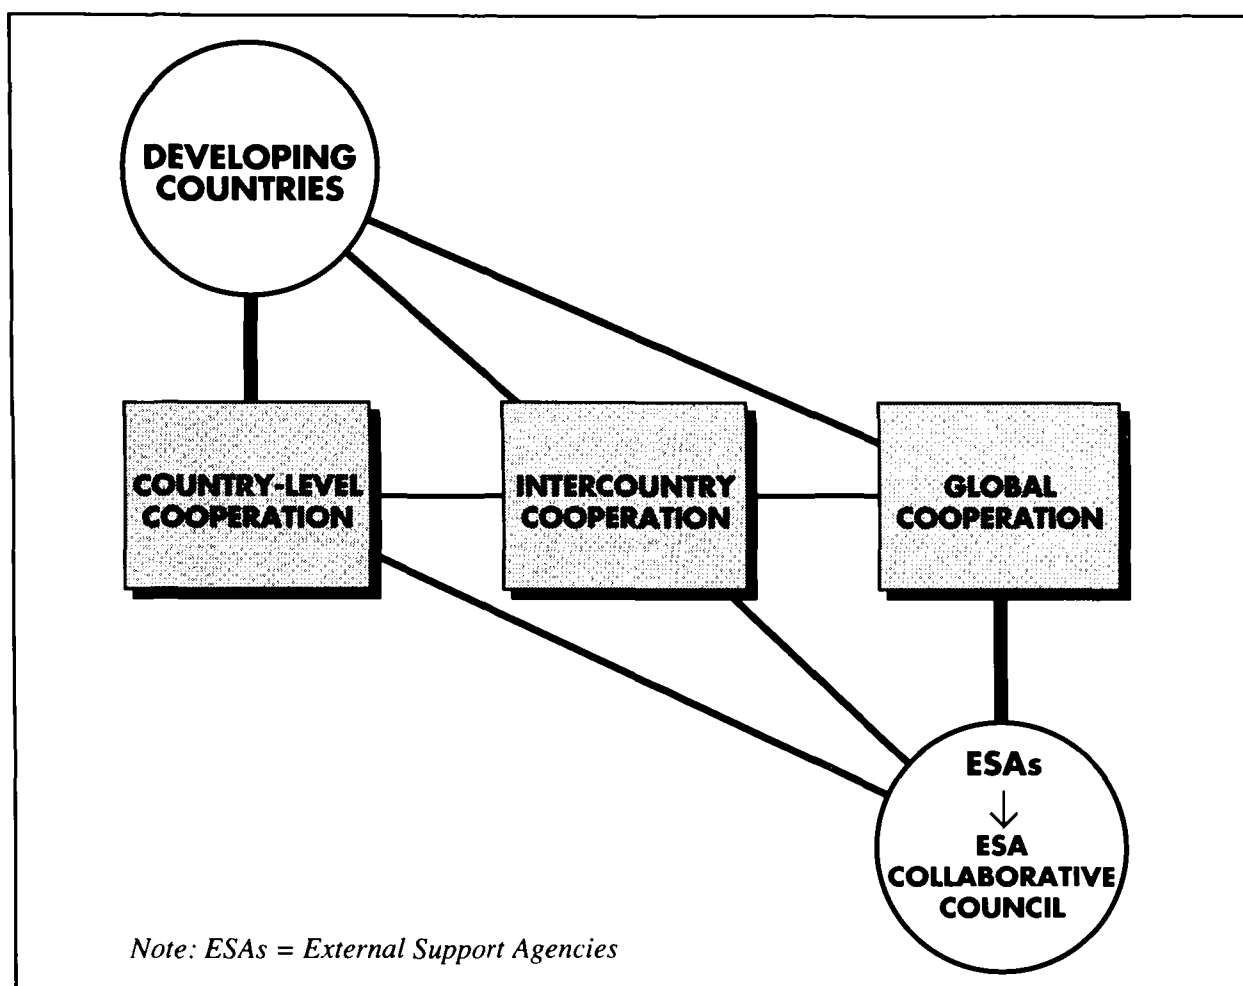 DEVELOPING
COUNTRIES
COUNTRY-LEVEL
COOPERATION
INTERCOUNTRY
COOPERATION
GLOBAL
COOPERATION
ESAs
ESA
COLLABORATIVE
COUNCIL
Note: ESAs = External Support Agencies